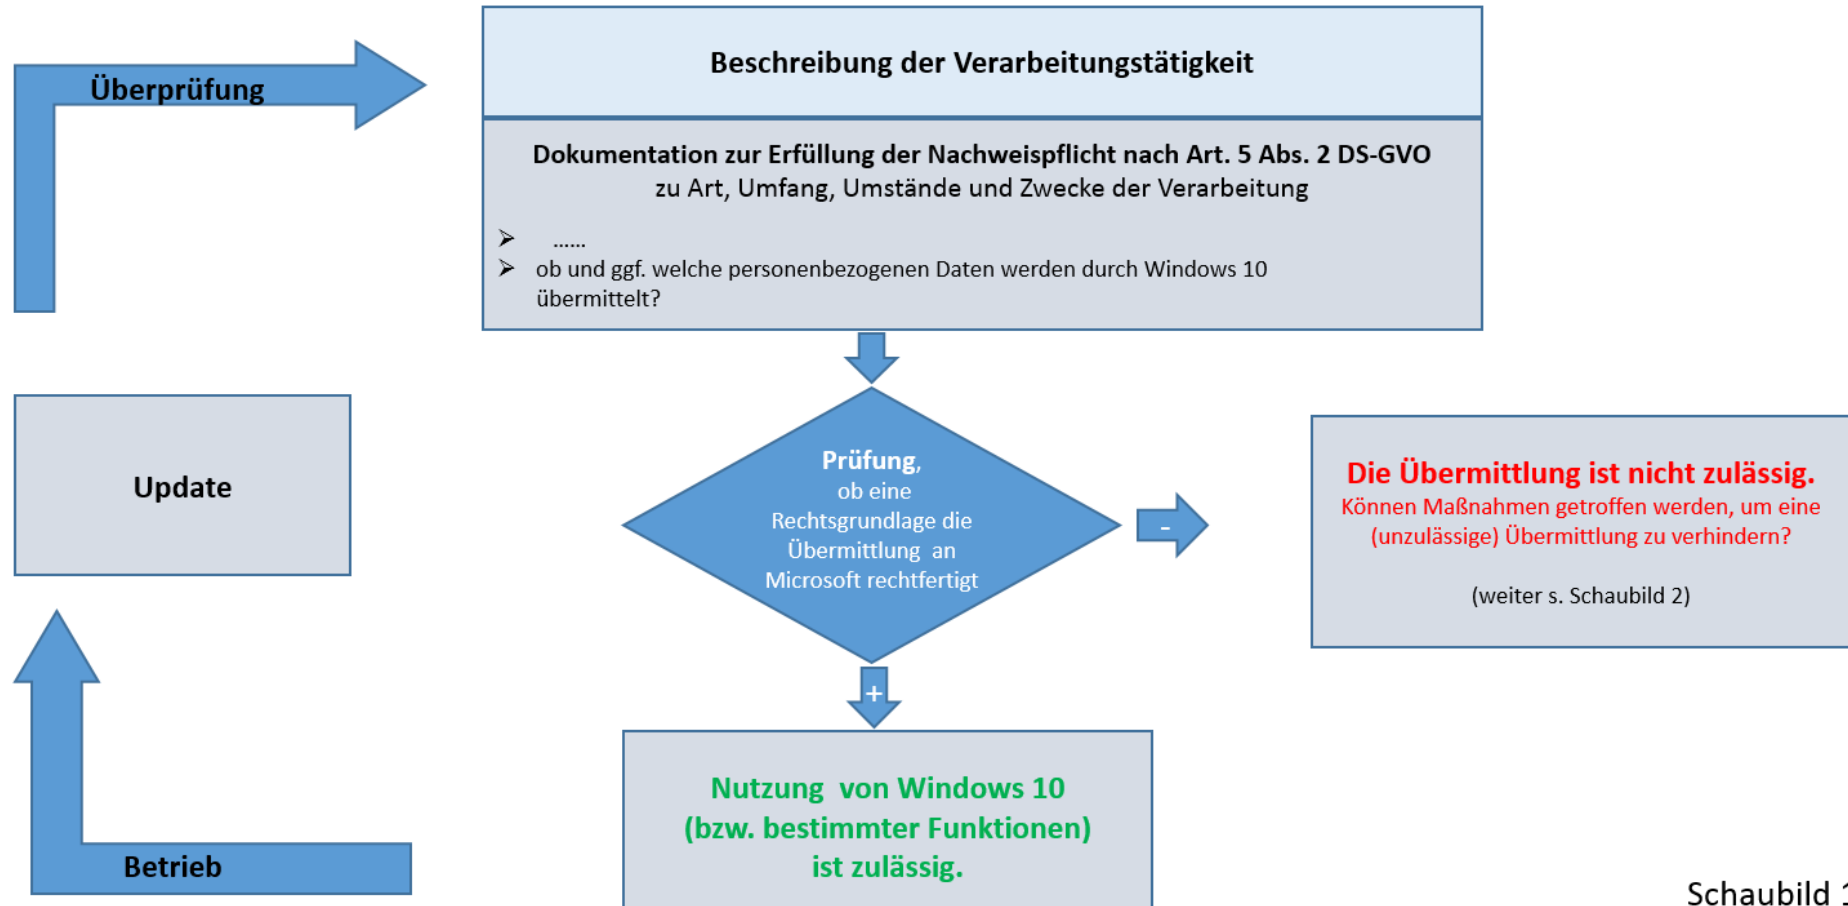 Überprüfung
Beschreibung der Verarbeitungstätigkeit
Dokumentation zur Erfüllung der Nachweispflicht nach Art. 5 Abs. 2 DS-GVO
zu Art, Umfang, Umstände und Zwecke der Verarbeitung
➢ ......
➢ ob und ggf. welche personenbezogenen Daten werden durch Windows 10
übermittelt?
Update
Prüfung,
ob eine
Rechtsgrundlage die
Übermittlung an
Microsoft rechtfertigt
-
Die Übermittlung ist nicht zulässig.
Können Maßnahmen getroffen werden, um eine
(unzulässige) Übermittlung zu verhindern?
(weiter s. Schaubild 2)
+
Nutzung von Windows 10
(bzw. bestimmter Funktionen)
ist zulässig.
Betrieb
Schaubild 1